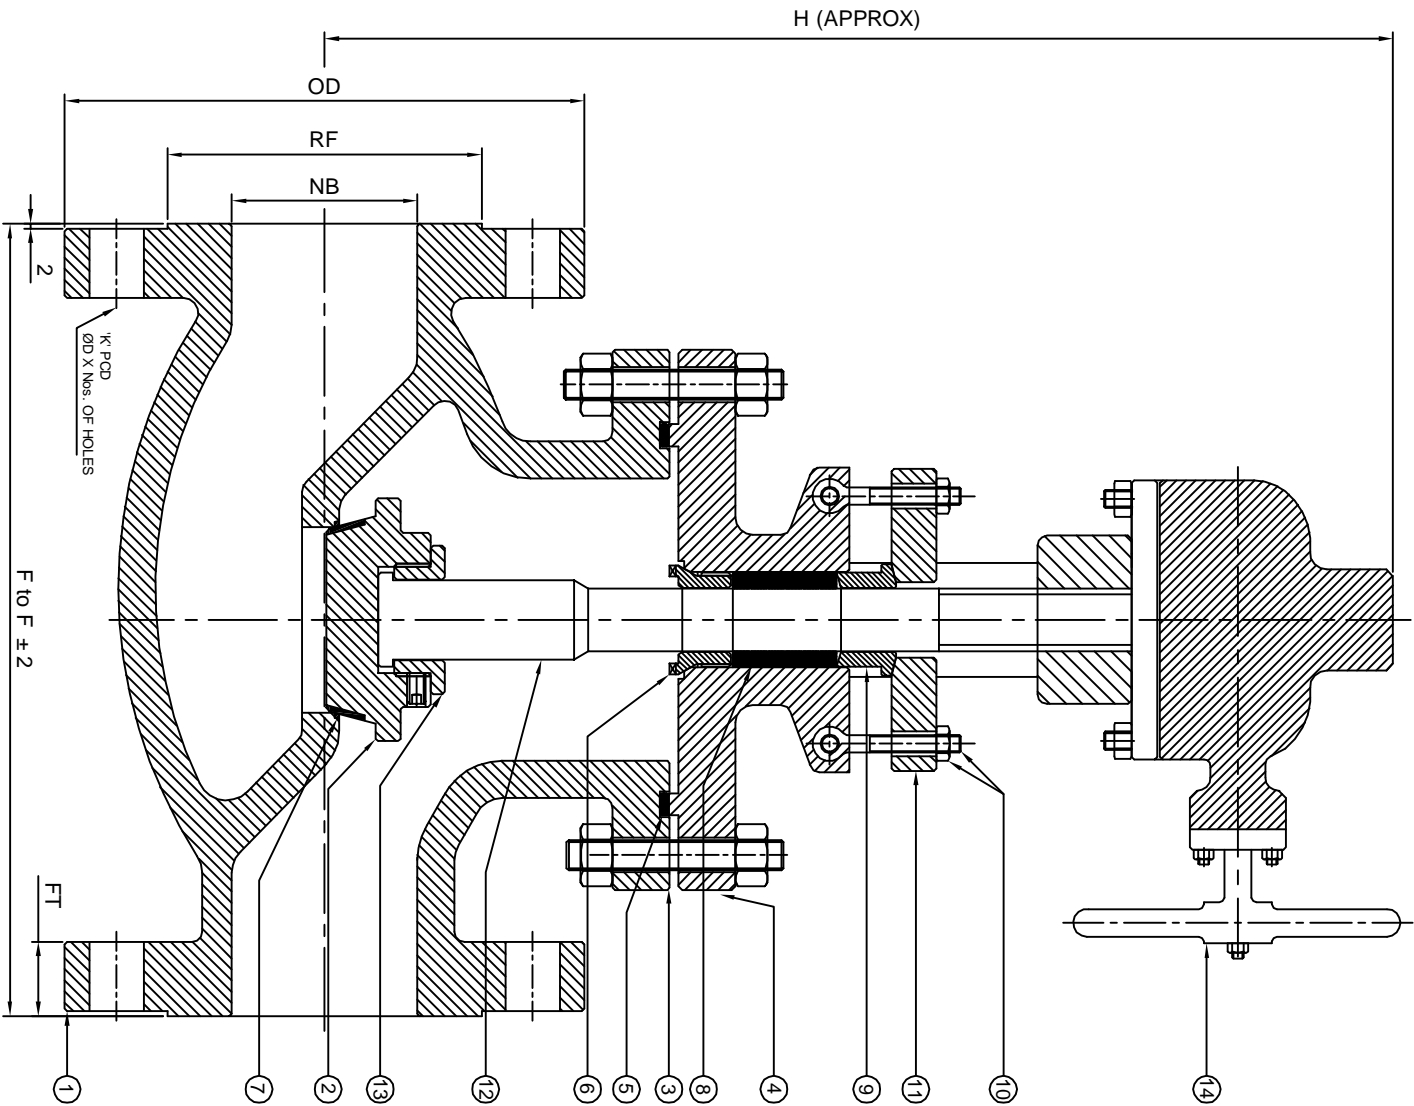 H (APPROX)
OD
RF
NB
2
'K' PCD
ØD X Nos. OF HOLES
F to F ± 2
FT
1
7
2
13
12
6
5
3
8
4
9
11
10
14